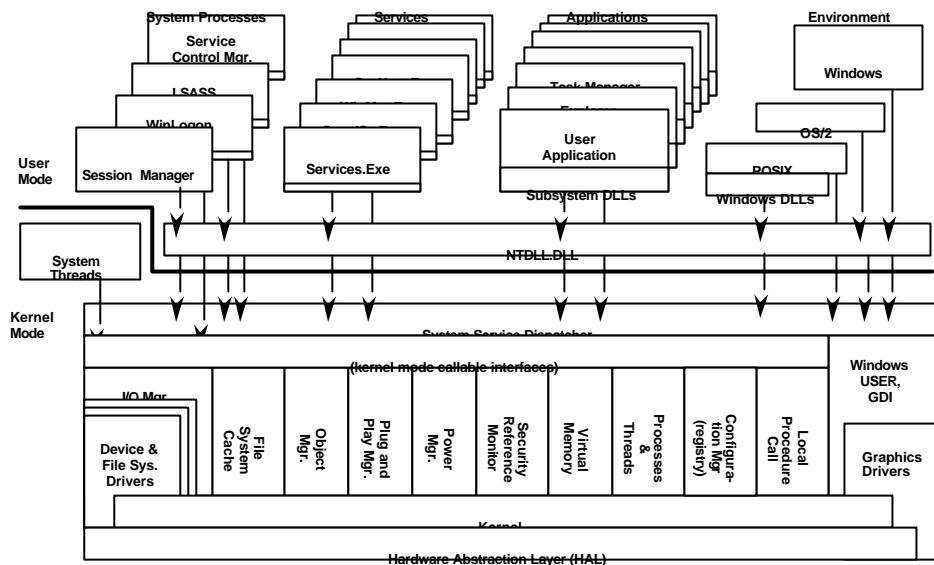 System Processes
Services
Applications
Environment
Service
Control Mgr.
LSASS
WinLogon
Session Manager
Services.Exe
Task Manager
Explorer
User
Application
Subsystem DLLs
Windows
OS/2
POSIX
Windows DLLs
User
Mode
NTDLL.DLL
System
Threads
Kernel
Mode
System Service Dispatcher
(kernel mode callable interfaces)
I/O Mgr.
Device &
File Sys.
Drivers
File
System
Cache
Object
Mgr.
Plug and
Play Mgr.
Power
Mgr.
Security
Reference
Monitor
Virtual
Memory
Processes
&
Threads
Configura-
tion Mgr
(registry)
Local
Procedure
Call
Windows
USER,
GDI
Graphics
Drivers
Kernel
Hardware Abstraction Layer (HAL)